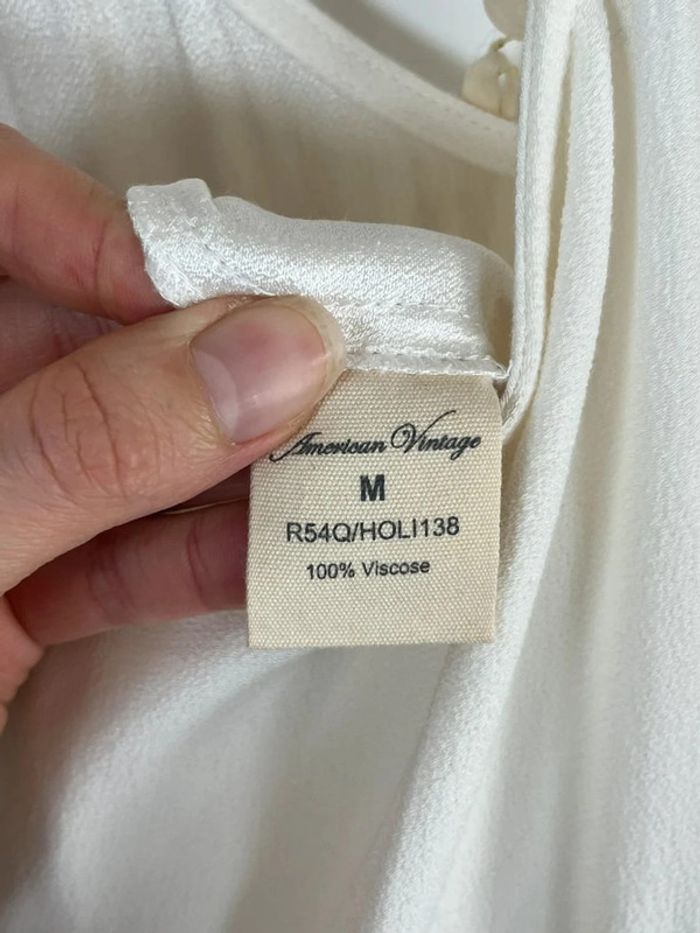 American Vintage
M
R54Q/HOLI138
100% Viscose